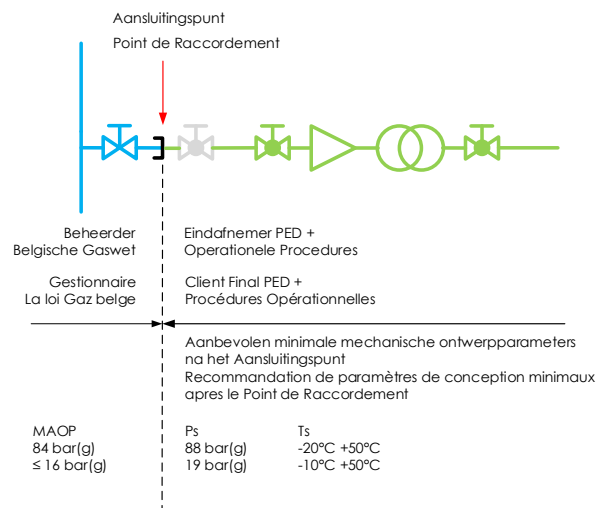 Aansluitingspunt
Point de Raccordement
Beheerder
Belgische Gaswet
Eindafnemer PED +
Operationele Procedures
Gestionnaire
La loi Gaz belge
Client Final PED +
Procédures Opérationnelles
Aanbevolen minimale mechanische ontwerpparameters
na het Aansluitingspunt
Recommandation de paramètres de conception minimaux
apres le Point de Raccordement
MAOP Ps Ts
84 bar(g) 88 bar(g) -20°C +50°C
≤ 16 bar(g) 19 bar(g) -10°C +50°C